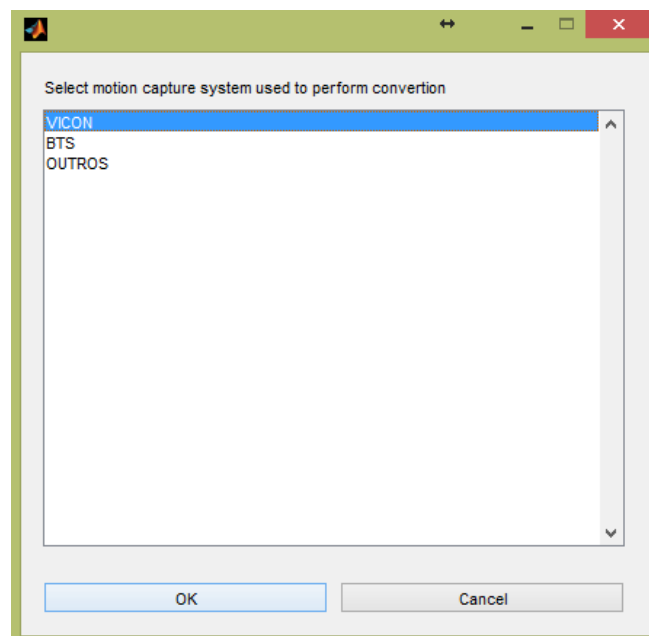 Select motion capture system used to perform convertion
VICON
BTS
OUTROS
OK
Cancel